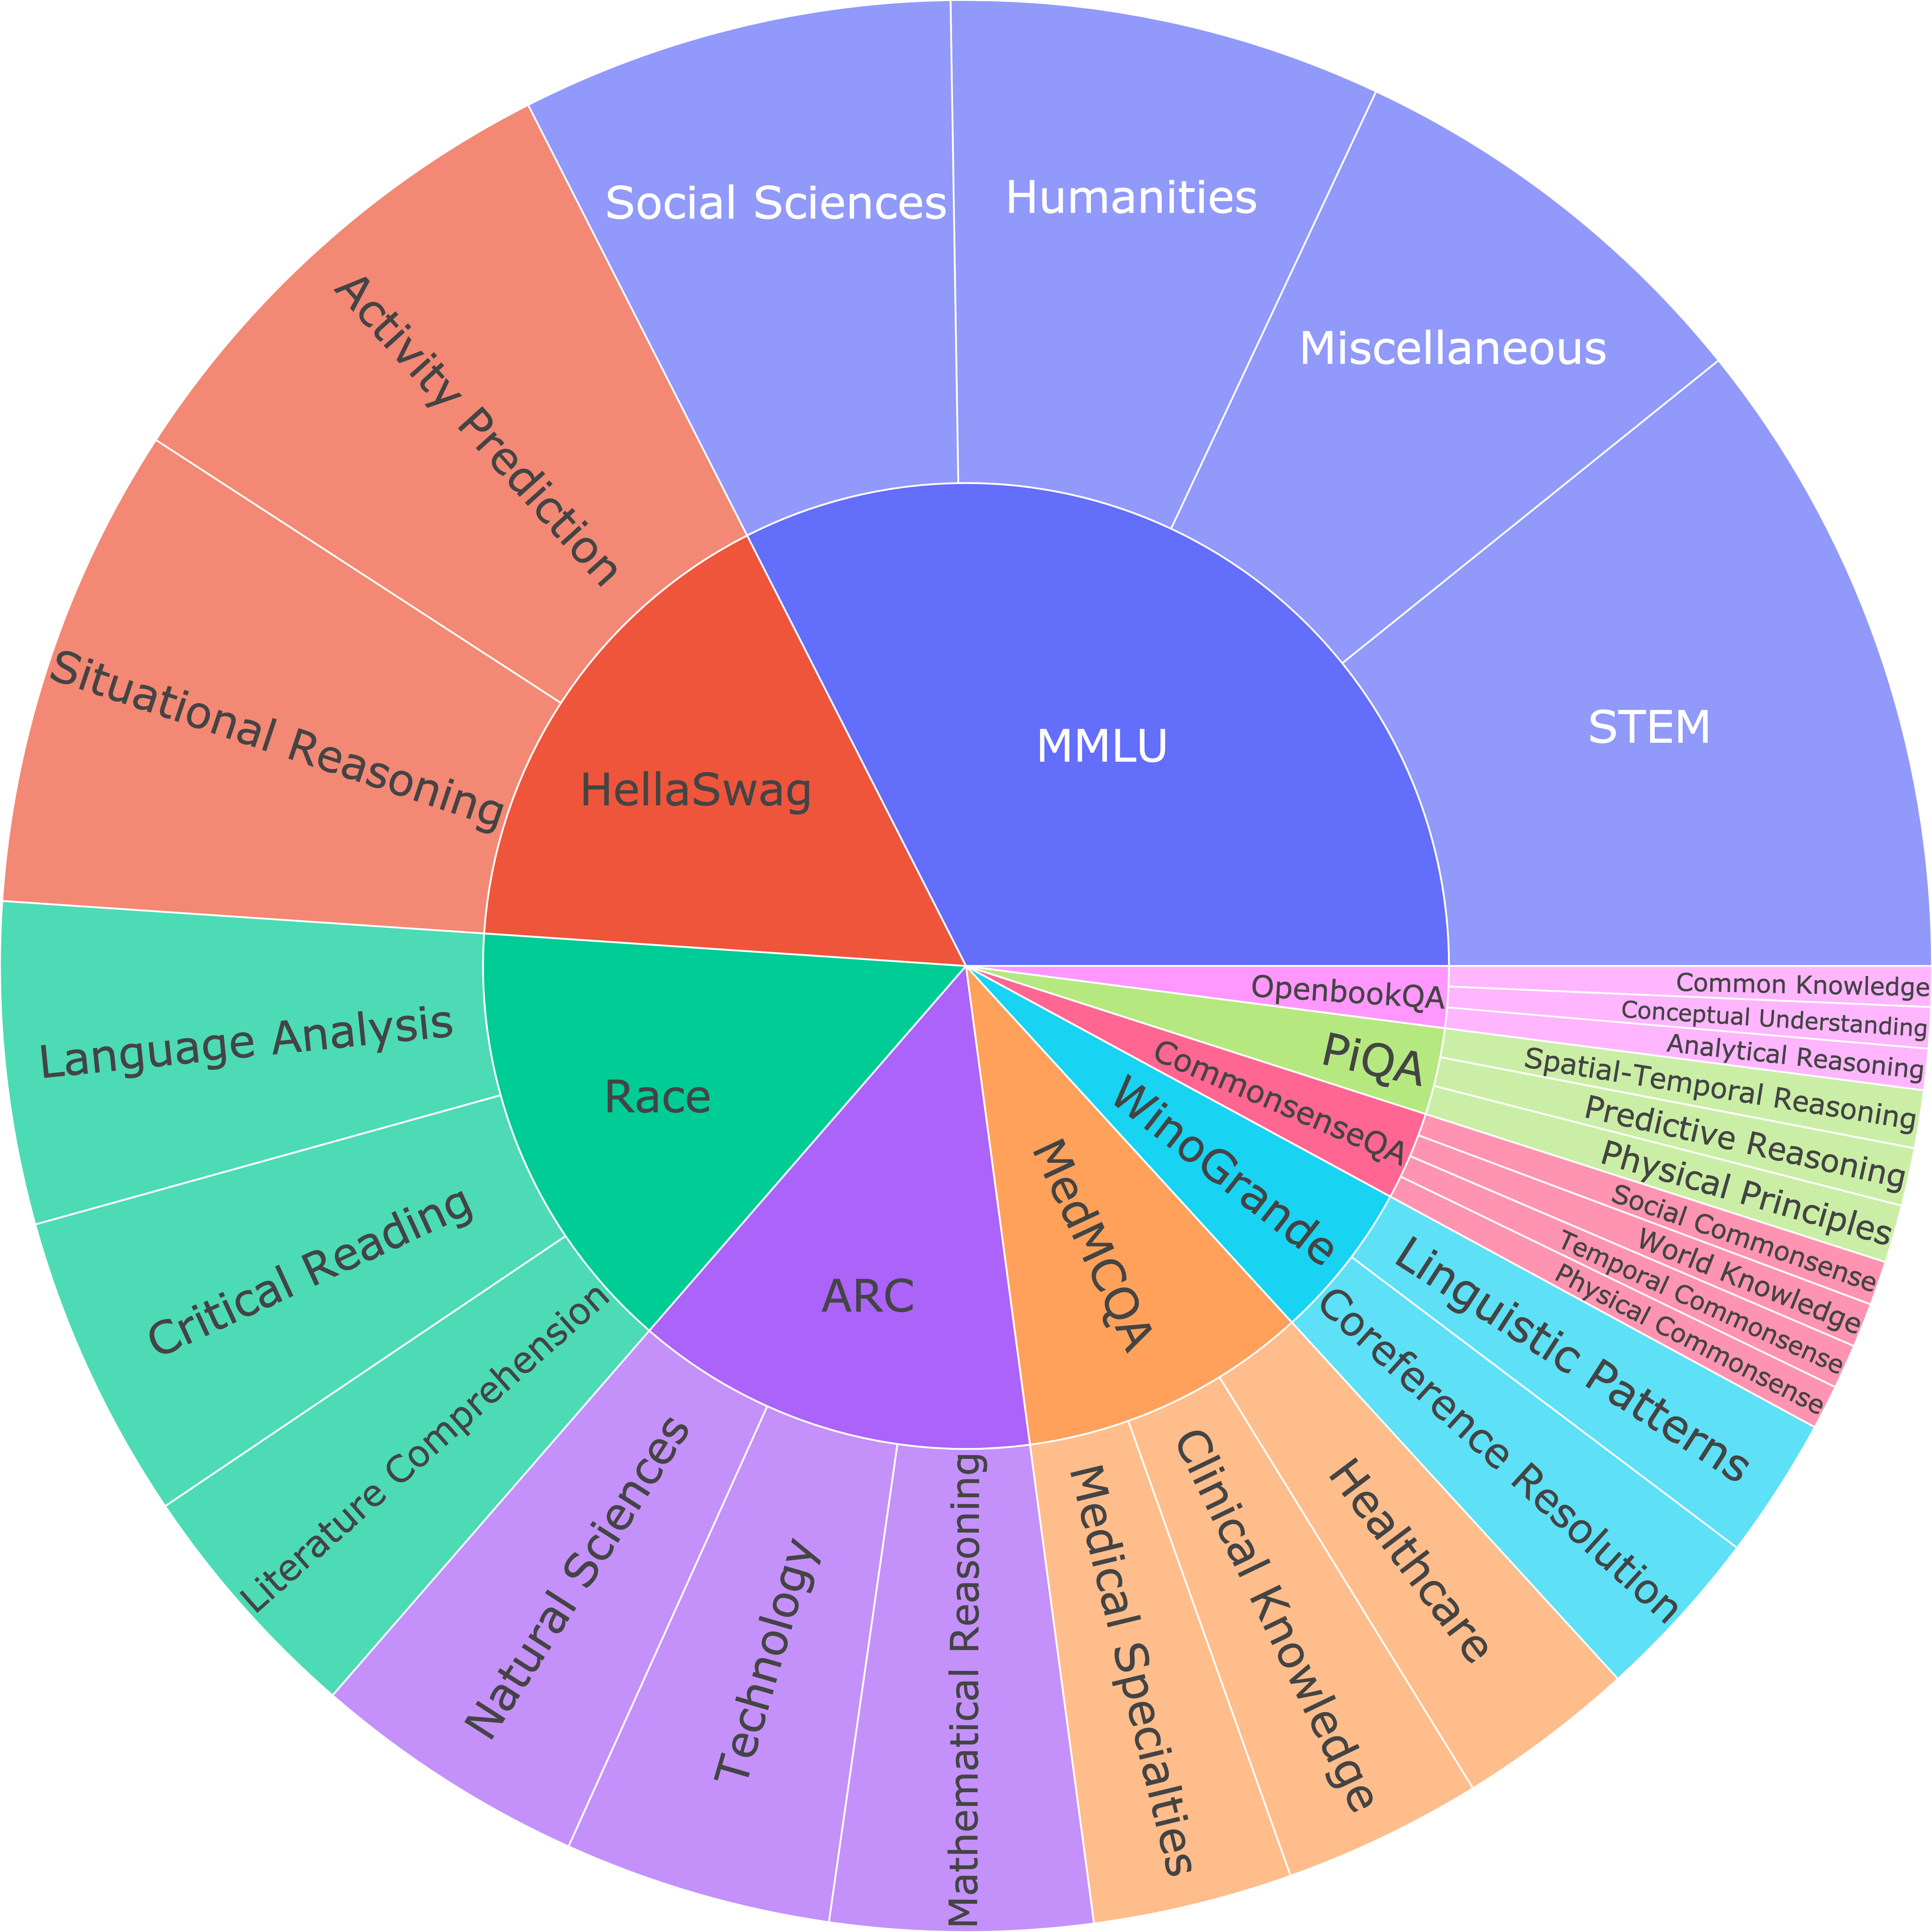 Social Sciences
Humanities
Miscellaneous
STEM
Activity Prediction
Situational Reasoning
MMLU
HellaSwag
Race
ARC
MedMCQA
WinoGrande
CommonsenseQA
PiQA
OpenbookQA
Common Knowledge
Conceptual Understanding
Analytical Reasoning
Spatial-Temporal Reasoning
Predictive Reasoning
Physical Principles
Social Commonsense
World Knowledge
Temporal Commonsense
Physical Commonsense
Linguistic Patterns
Coreference Resolution
Healthcare
Clinical Knowledge
Medical Specialties
Mathematical Reasoning
Technology
Natural Sciences
Literature Comprehension
Critical Reading
Language Analysis